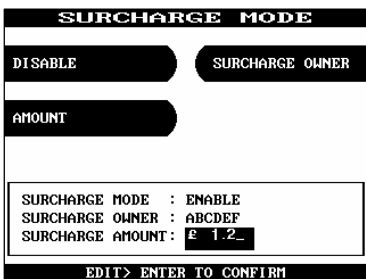 SURCHARGE MODE
DISABLE
SURCHARGE OWNER
AMOUNT
SURCHARGE MODE : ENABLE
SURCHARGE OWNER : ABCDEF
SURCHARGE AMOUNT: £ 1.2_
EDIT> ENTER TO CONFIRM